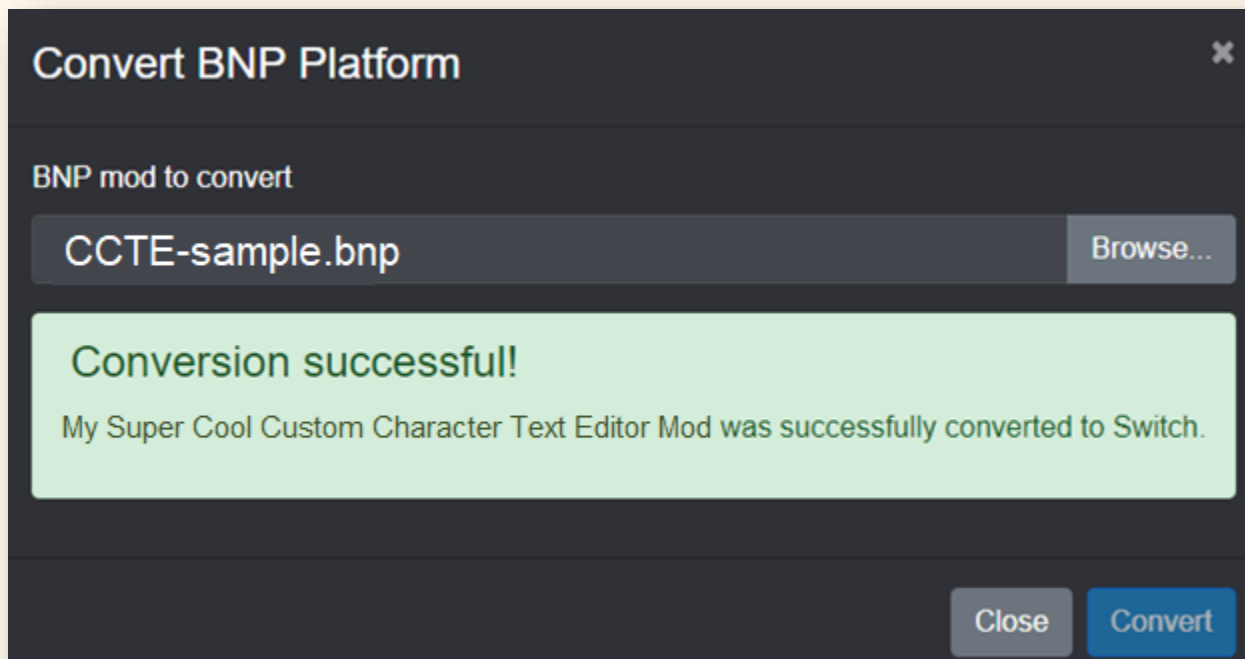 Convert BNP Platform
BNP mod to convert
CCTE-sample.bnp
Browse...
Conversion successful!
My Super Cool Custom Character Text Editor Mod was successfully converted to Switch.
Close
Convert